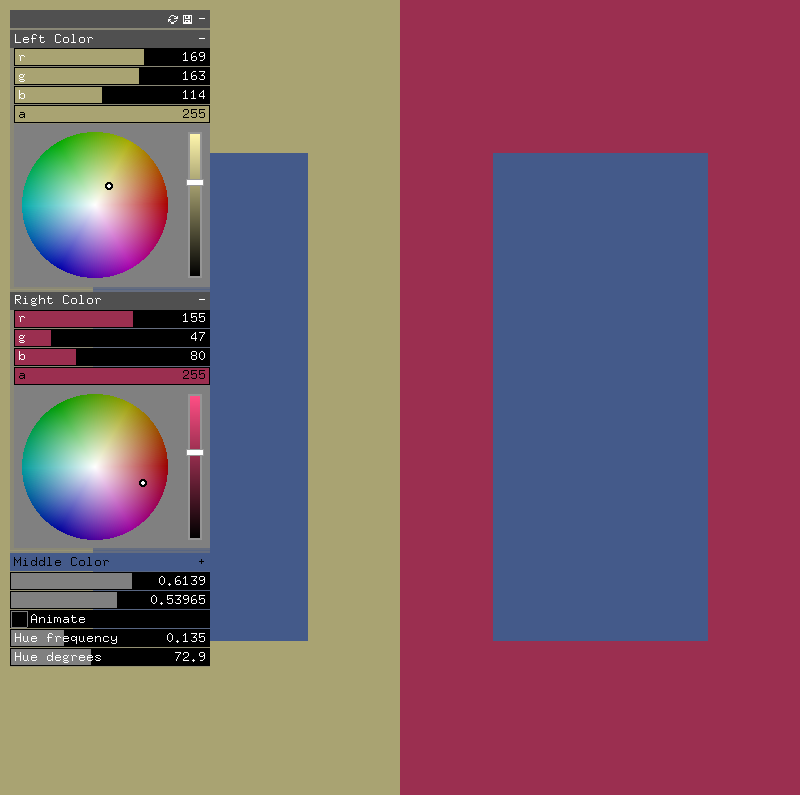 Left Color −
r 169
g 163
b 114
a 255
Right Color −
r 155
g 47
b 80
a 255
Middle Color +
0.6139
0.53965
Animate
Hue frequency 0.135
Hue degrees 72.9